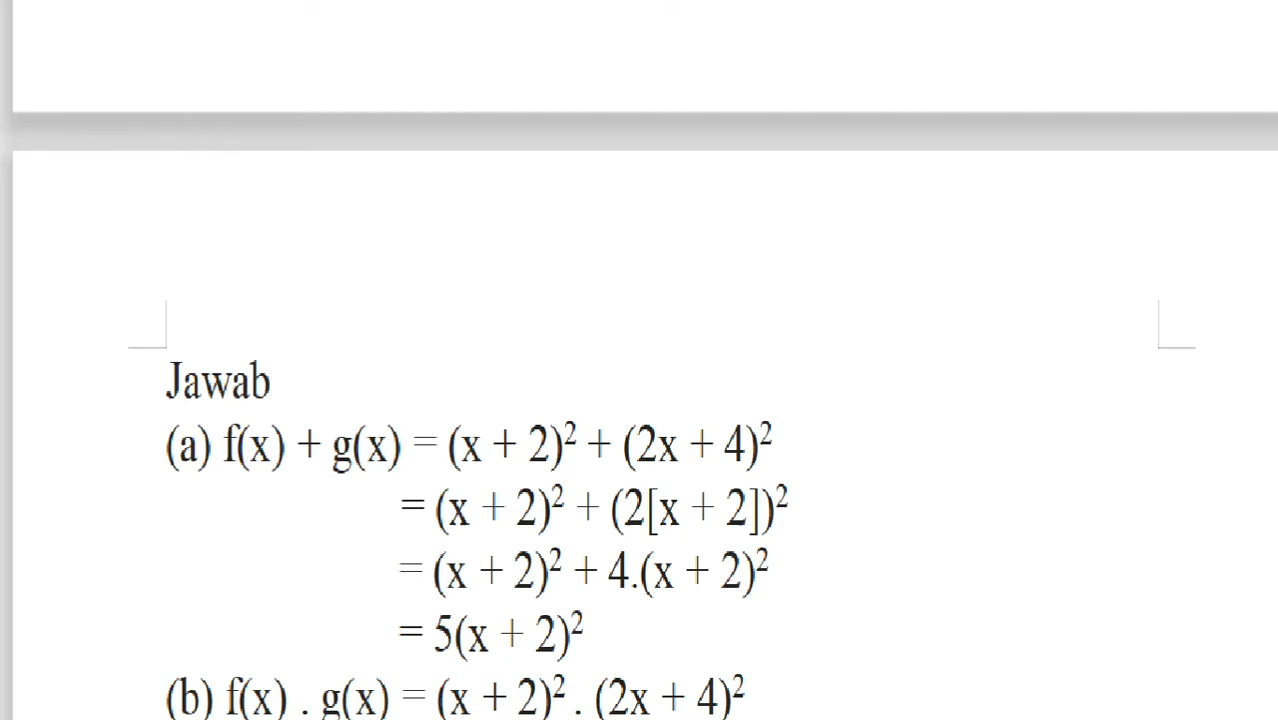 Jawab
(a) f(x) + g(x) = (x + 2)² + (2x + 4)²
= (x + 2)² + (2[x + 2])²
= (x + 2)² + 4.(x + 2)²
= 5(x + 2)²
(b) f(x) . g(x) = (x + 2)² . (2x + 4)²